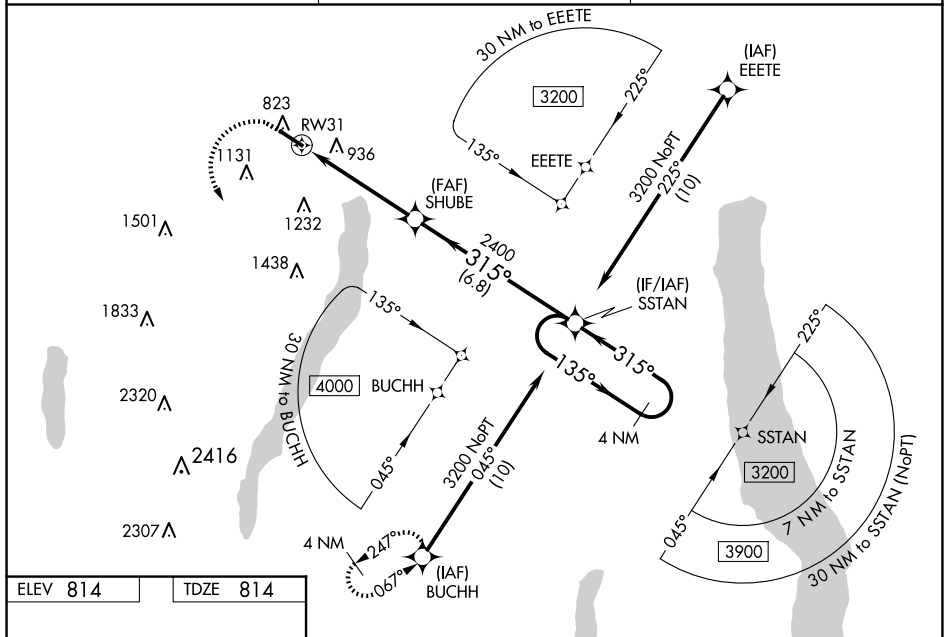 30 NM to EEETE
3200
225°
135°
EEETE
(IAF)
EEETE
3200 NoPT
225°
(10)
823
RW31
936
1131
1232
1501
1438
1833
2320
2416
2307
(FAF)
SHUBE
2400
315°
(6.8)
(IF/IAF)
SSTAN
315°
135°
4 NM
135°
30 NM to BUCHH
4000
BUCHH
045°
3200 NoPT
045°
(10)
4 NM
247°
067°
(IAF)
BUCHH
225°
SSTAN
3200
7 NM to SSTAN
045°
3900
30 NM to SSTAN (NoPT)
ELEV 814
TDZE 814